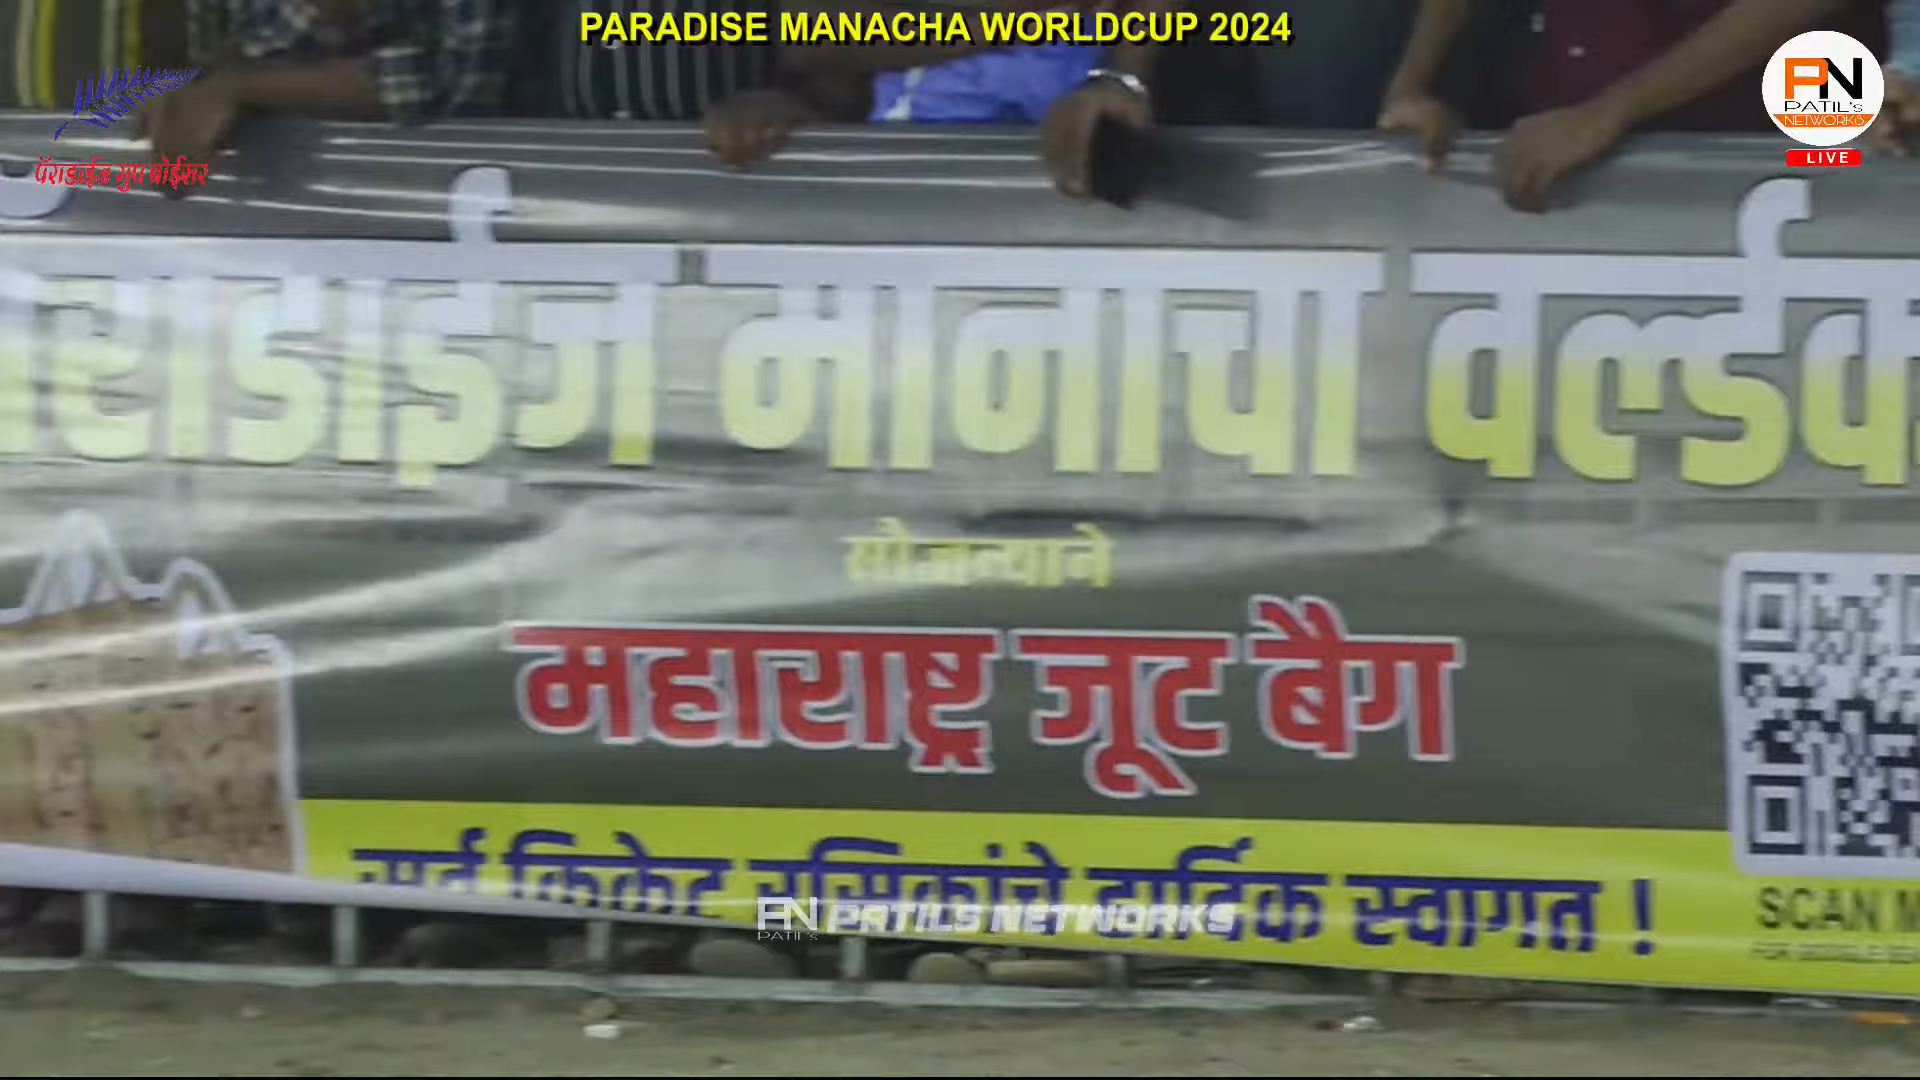 PARADISE MANACHA WORLDCUP 2024
PN
PATIL's
NETWORKS
LIVE
पॅराडाईज ग्रुप बोईसर
पॅराडाईज मानाचा वर्ल्डक
सौजन्याने
महाराष्ट्र जूट बैग
सर्व क्रिकेट रसिकांचे हार्दिक स्वागत !
SCAN M
PN
PATIL's
PATILS NETWORKS